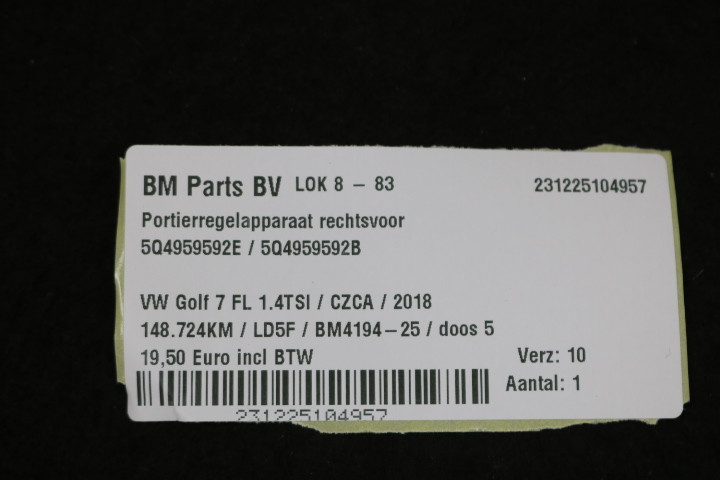 BM Parts BV LOK 8 - 83 231225104957
Portierregelapparaat rechtsvoor
5Q4959592E / 5Q4959592B
VW Golf 7 FL 1.4TSI / CZCA / 2018
148.724KM / LD5F / BM4194-25 / doos 5
19,50 Euro incl BTW Verz: 10
Aantal: 1
231225104957